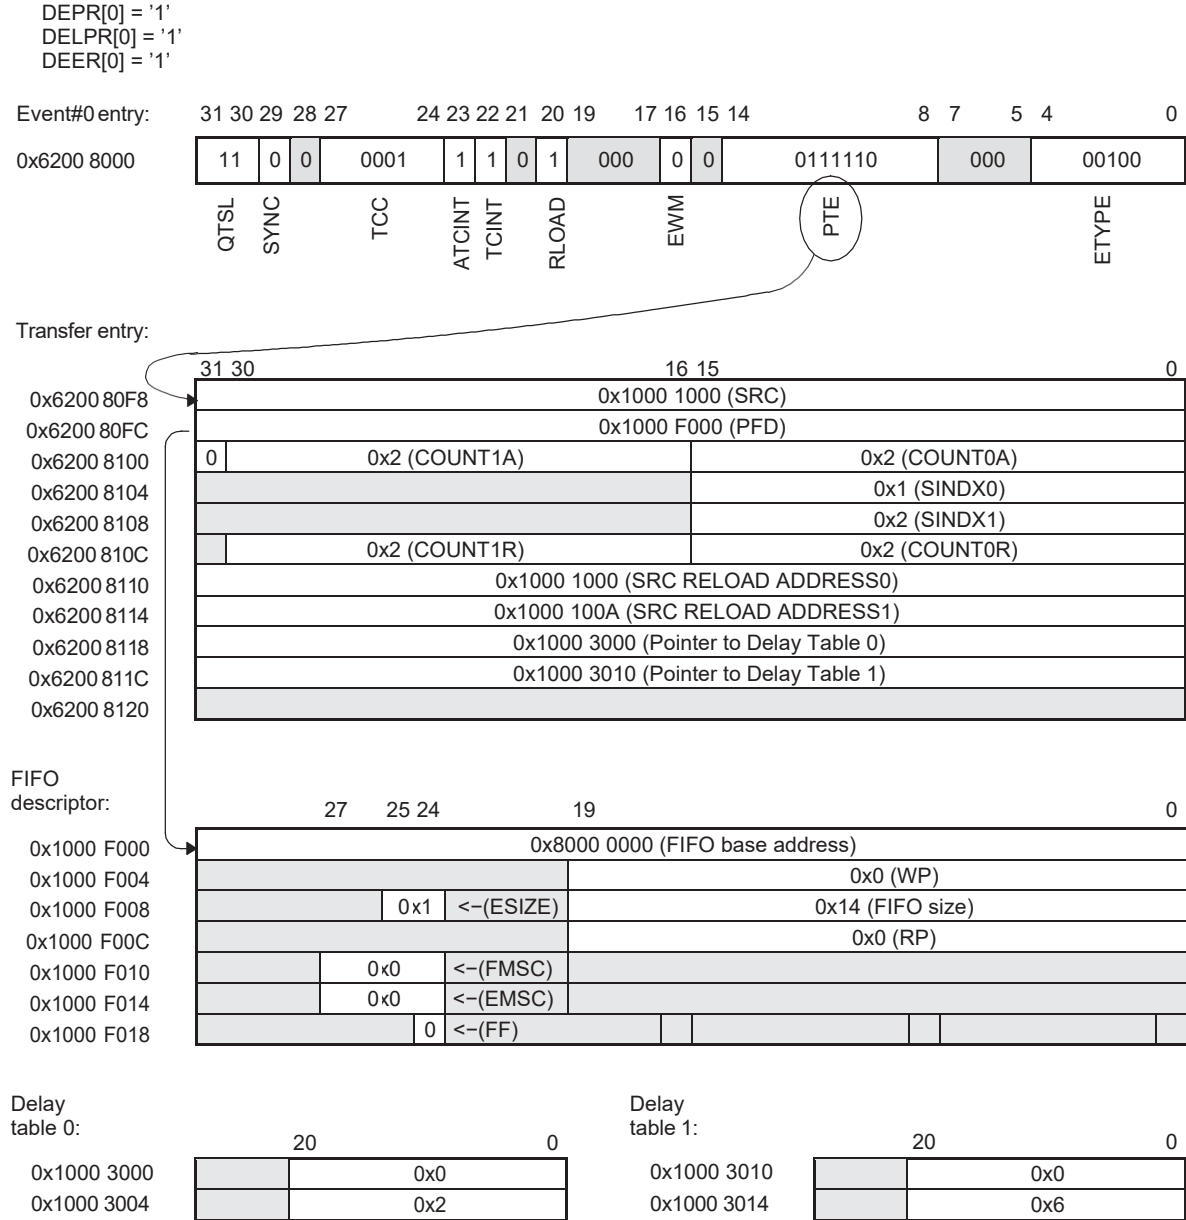 DEPR[0] = ’1’
DELPR[0] = ’1’
DEER[0] = ’1’
Event#0 entry: 31 30 29 28 27 24 23 22 21 20 19 17 16 15 14 8 7 5 4 0
0x6200 8000 11 0 0 0001 1 1 0 1 000 0 0 0111110 000 00100
QTSL SYNC TCC ATCINT TCINT RLOAD EWM PTE ETYPE
Transfer entry:
31 30 16 15 0
0x6200 80F8 0x1000 1000 (SRC)
0x6200 80FC 0x1000 F000 (PFD)
0x6200 8100 0 0x2 (COUNT1A) 0x2 (COUNT0A)
0x6200 8104 0x1 (SINDX0)
0x6200 8108 0x2 (SINDX1)
0x6200 810C 0x2 (COUNT1R) 0x2 (COUNT0R)
0x6200 8110 0x1000 1000 (SRC RELOAD ADDRESS0)
0x6200 8114 0x1000 100A (SRC RELOAD ADDRESS1)
0x6200 8118 0x1000 3000 (Pointer to Delay Table 0)
0x6200 811C 0x1000 3010 (Pointer to Delay Table 1)
0x6200 8120
FIFO
descriptor: 27 25 24 19 0
0x1000 F000 0x8000 0000 (FIFO base address)
0x1000 F004 0x0 (WP)
0x1000 F008 0x1 <−(ESIZE) 0x14 (FIFO size)
0x1000 F00C 0x0 (RP)
0x1000 F010 0x0 <−(FMSC)
0x1000 F014 0x0 <−(EMSC)
0x1000 F018 0 <−(FF)
Delay
table 0:
20 0
0x1000 3000 0x0
0x1000 3004 0x2
Delay
table 1:
20 0
0x1000 3010 0x0
0x1000 3014 0x6